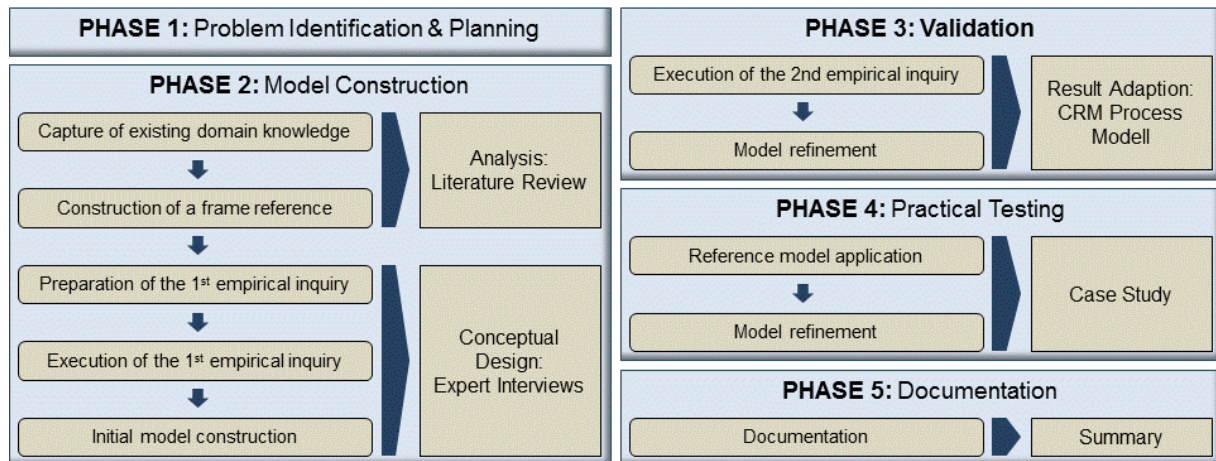 PHASE 1: Problem Identification & Planning
PHASE 2: Model Construction
Capture of existing domain knowledge
Construction of a frame reference
Analysis:
Literature Review
Preparation of the 1st empirical inquiry
Execution of the 1st empirical inquiry
Initial model construction
Conceptual
Design:
Expert Interviews
PHASE 3: Validation
Execution of the 2nd empirical inquiry
Model refinement
Result Adaption:
CRM Process
Modell
PHASE 4: Practical Testing
Reference model application
Model refinement
Case Study
PHASE 5: Documentation
Documentation
Summary